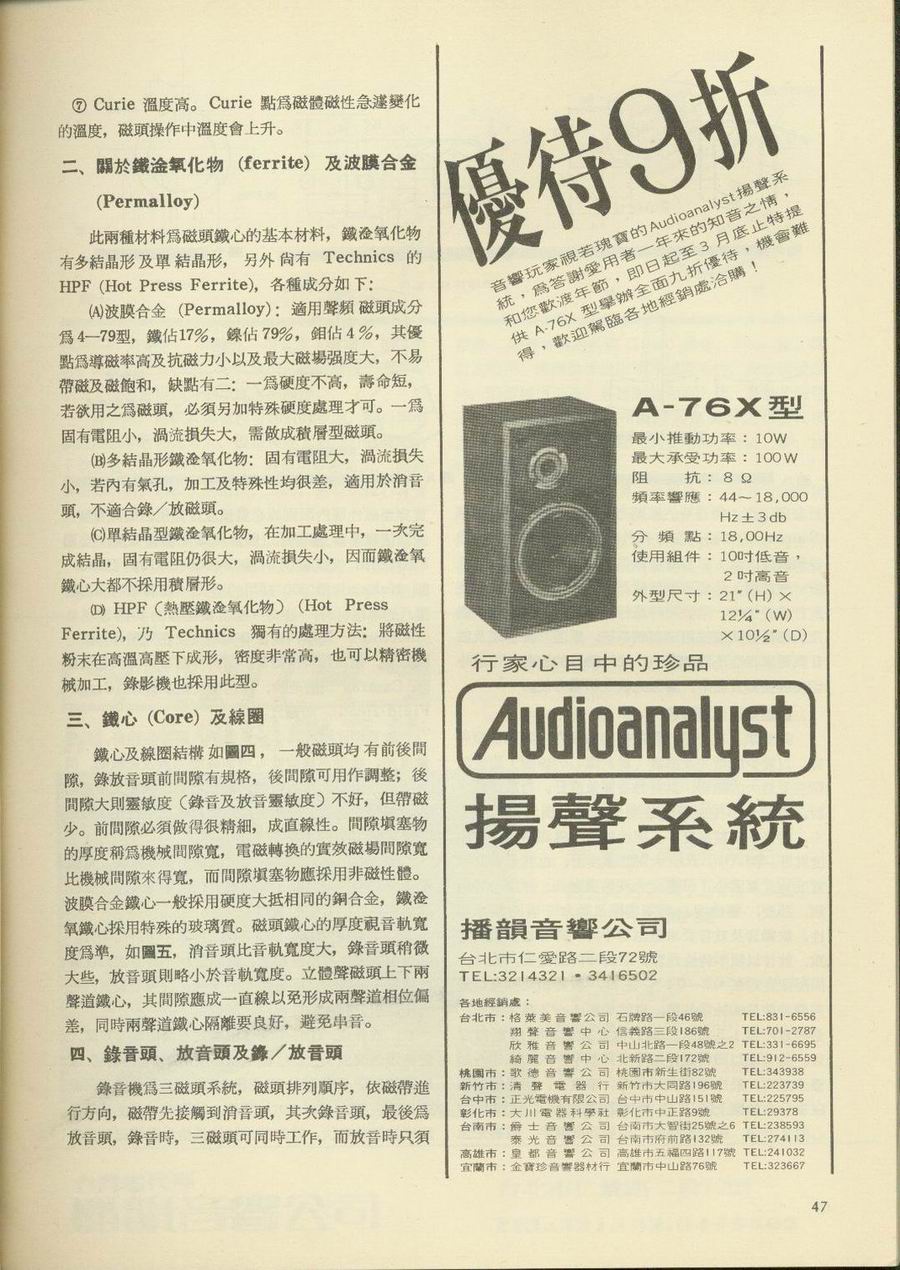 ⑦ Curie 溫度高。Curie 點爲磁體磁性急遽變化
的溫度，磁頭操作中溫度會上升。
二、關於鐵淦氧化物 (ferrite) 及波膜合金
(Permalloy)
此兩種材料爲磁頭鐵心的基本材料，鐵淦氧化物
有多結晶形及單結晶形，另外尙有 Technics 的
HPF (Hot Press Ferrite)，各種成分如下：
(A)波膜合金 (Permalloy)：適用聲頻磁頭成分
爲4—79型，鐵佔17%，鎳佔79%，鉬佔4%，其優
點爲導磁率高及抗磁力小以及最大磁場强度大，不易
帶磁及磁飽和，缺點有二：一爲硬度不高，壽命短，
若欲用之爲磁頭，必須另加特殊硬度處理才可。一爲
固有電阻小，渦流損失大，需做成積層型磁頭。
(B)多結晶形鐵淦氧化物：固有電阻大，渦流損失
小，若內有氣孔，加工及特殊性均很差，適用於消音
頭，不適合錄／放磁頭。
(C)單結晶型鐵淦氧化物，在加工處理中，一次完
成結晶，固有電阻仍很大，渦流損失小，因而鐵淦氧
鐵心大都不採用積層形。
(D) HPF（熱壓鐵淦氧化物）(Hot Press
Ferrite)，乃 Technics 獨有的處理方法：將磁性
粉末在高溫高壓下成形，密度非常高，也可以精密機
械加工，錄影機也採用此型。
三、鐵心 (Core) 及線圈
鐵心及線圈結構如圖四，一般磁頭均有前後間
隙，錄放音頭前間隙有規格，後間隙可用作調整；後
間隙大則靈敏度（錄音及放音靈敏度）不好，但帶磁
少。前間隙必須做得很精細，成直線性。間隙塡塞物
的厚度稱爲機械間隙寬，電磁轉換的實效磁場間隙寬
比機械間隙來得寬，而間隙塡塞物應採用非磁性體。
波膜合金鐵心一般採用硬度大抵相同的銅合金，鐵淦
氧鐵心採用特殊的玻璃質。磁頭鐵心的厚度視音軌寬
度爲準，如圖五，消音頭比音軌寬度大，錄音頭稍微
大些，放音頭則略小於音軌寬度。立體聲磁頭上下兩
聲道鐵心，其間隙應成一直線以免形成兩聲道相位偏
差，同時兩聲道鐵心隔離要良好，避免串音。
四、錄音頭、放音頭及錄／放音頭
錄音機爲三磁頭系統，磁頭排列順序，依磁帶進
行方向，磁帶先接觸到消音頭，其次錄音頭，最後爲
放音頭，錄音時，三磁頭可同時工作，而放音時只須
優待9折
音響玩家視若瑰寶的Audioanalyst揚聲系
統，爲答謝愛用者一年來的知音之情，
和您歡渡年節，即日起至3月底止特提
供 A-76X 型舉辦全面九折優待，機會難
得，歡迎駕臨各地經銷處洽購！
A-76X型
最小推動功率：10W
最大承受功率：100W
阻　　抗：8 Ω
頻率響應：44～18,000
Hz±3db
分 頻 點：18,00Hz
使用組件：10吋低音，
2吋高音
外型尺寸：21"(H)×
12¼"(W)
×10½"(D)
行家心目中的珍品
Audioanalyst
揚聲系統
播韻音響公司
台北市仁愛路二段72號
TEL:3214321•3416502
各地經銷處：
台北市：格萊美音響公司 石牌路一段46號 TEL:831-6556
翔聲音響中心 信義路三段186號 TEL:701-2787
欣雅音響公司 中山北路一段48號之2 TEL:331-6695
綺麗音響中心 北新路二段172號 TEL:912-6559
桃園市：歌德音響公司 桃園市新生街82號 TEL:343938
新竹市：清聲電器行 新竹市大同路196號 TEL:223739
台中市：正光電機有限公司 台中市中山路151號 TEL:225795
彰化市：大川電器科學社 彰化市中正路9號 TEL:29378
台南市：爵士音響公司 台南市大智街25號之6 TEL:238593
泰光音響公司 台南市府前路132號 TEL:274113
高雄市：皇都音響公司 高雄市五福四路117號 TEL:241032
宜蘭市：金寶珍音響器材行 宜蘭市中山路76號 TEL:323667
47